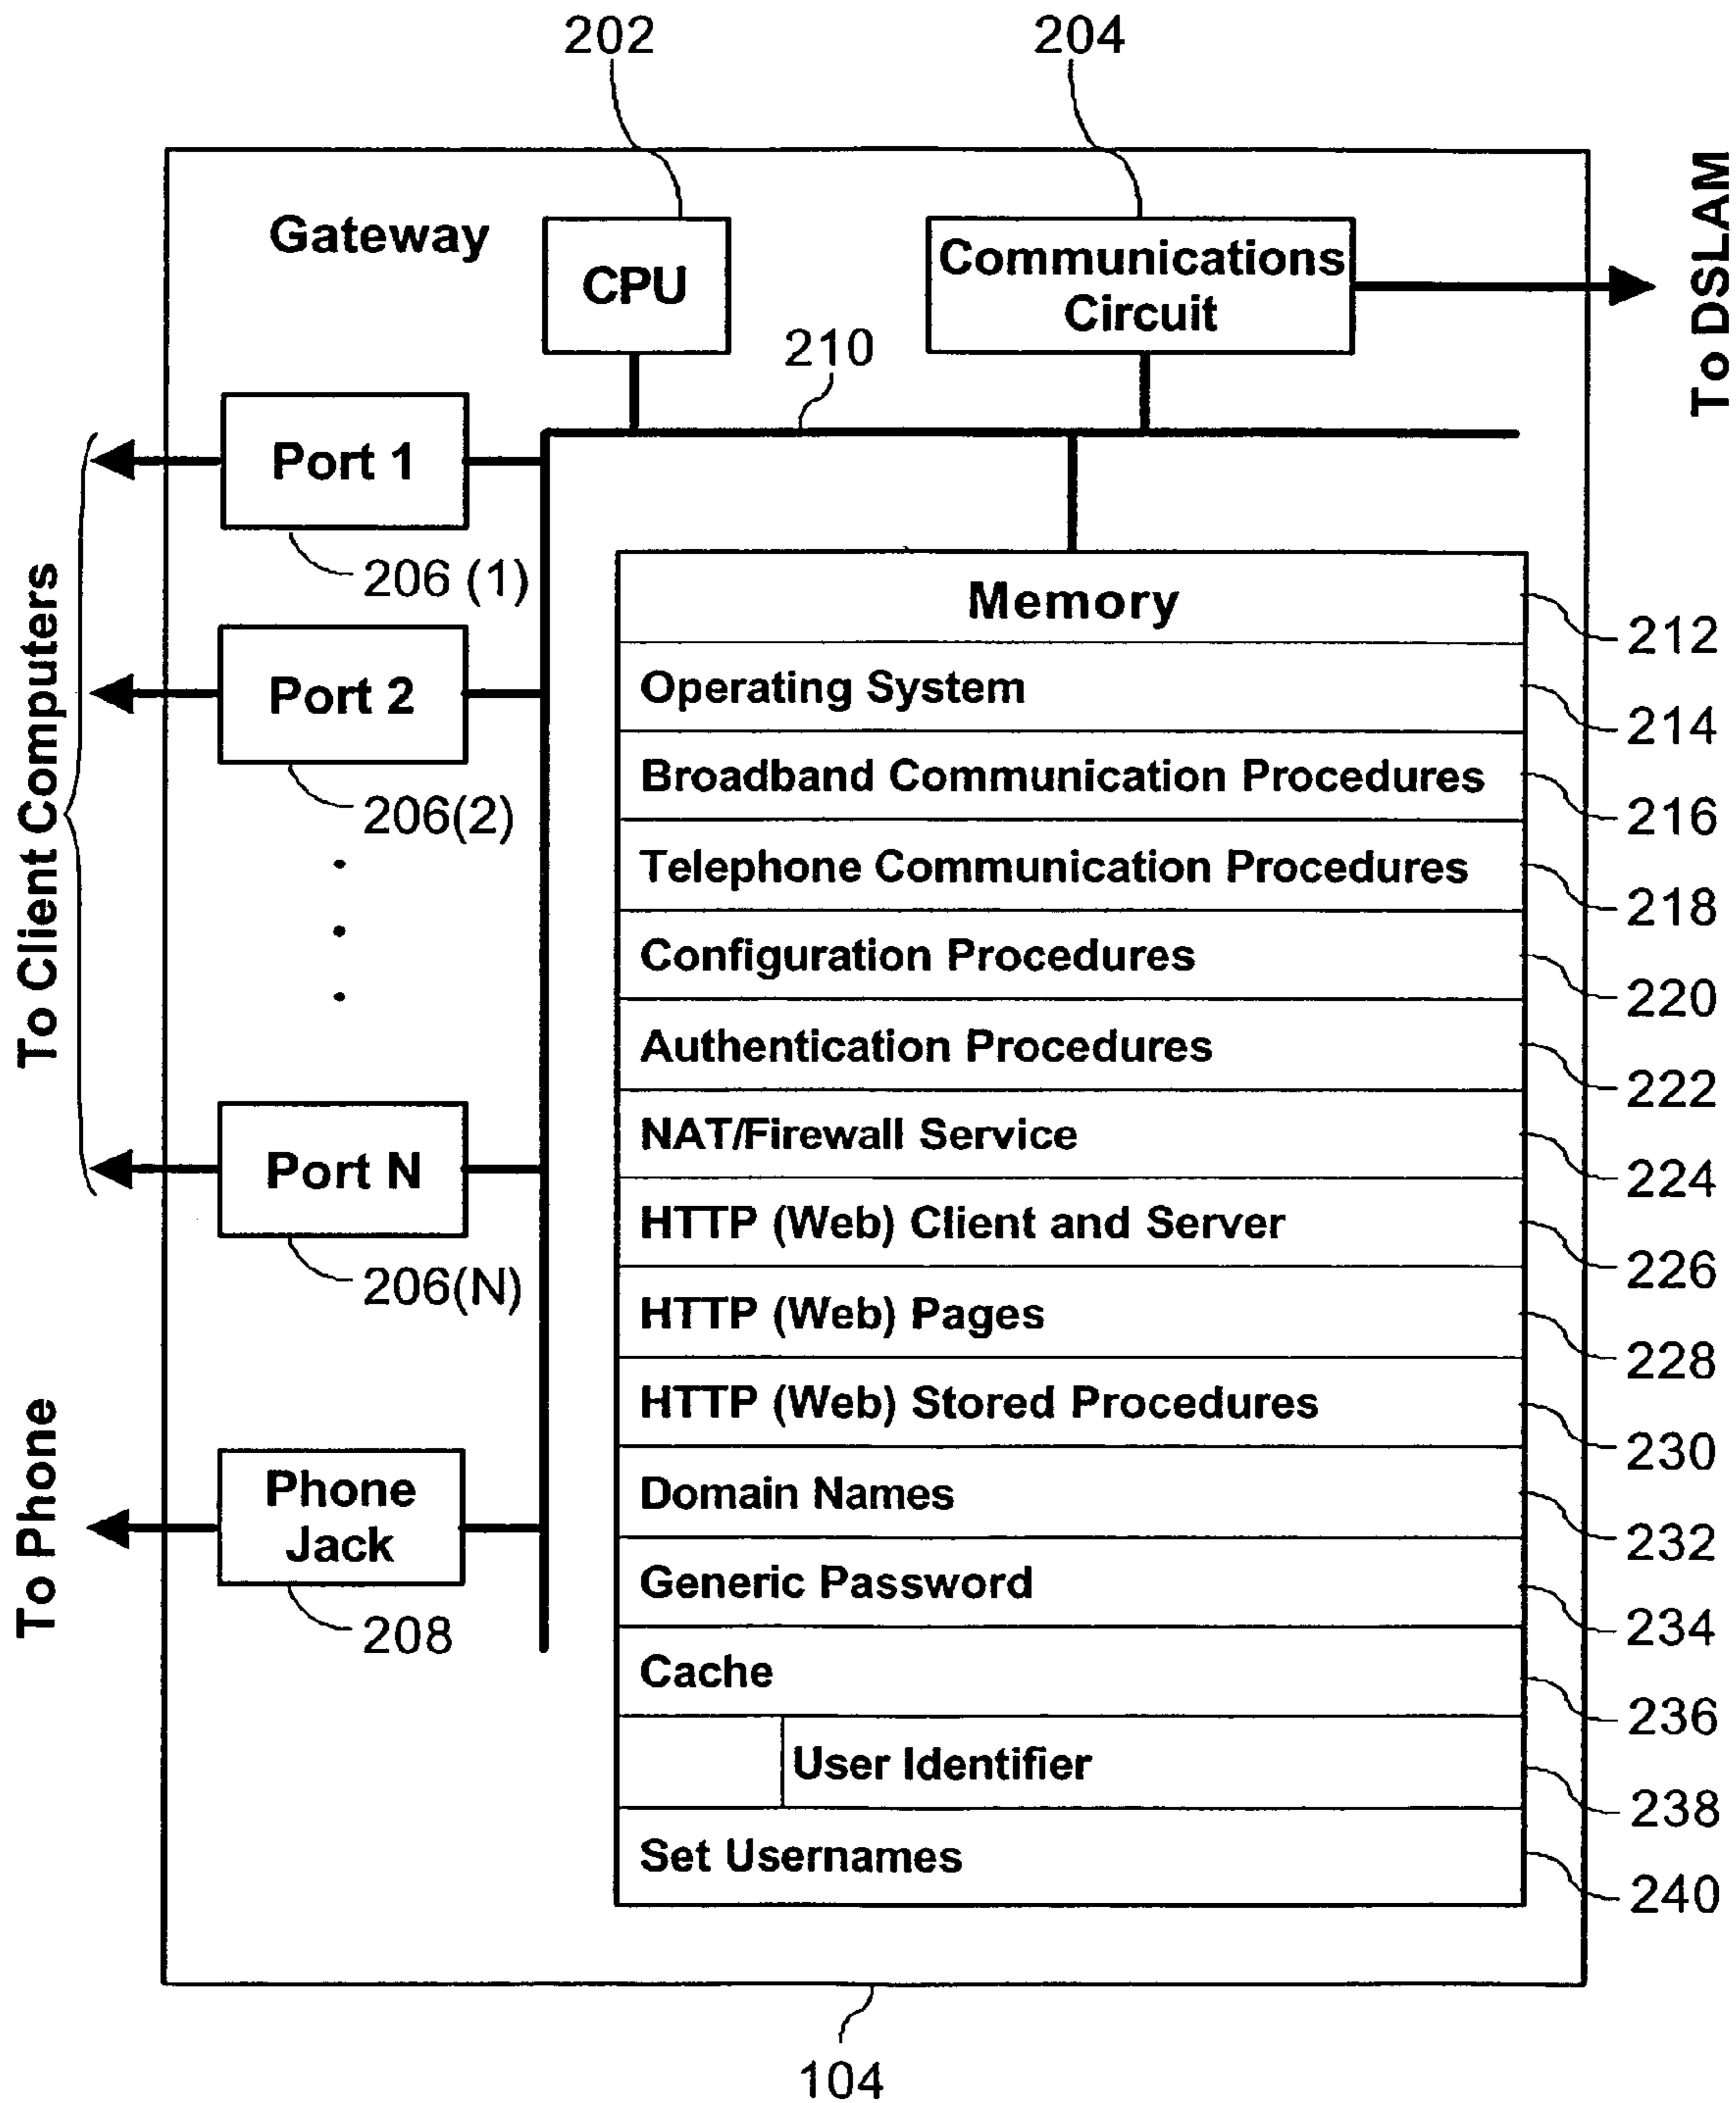 202
204
Gateway
CPU
Communications
Circuit
To DSLAM
210
Port 1
206 (1)
Port 2
206(2)
To Client Computers
Port N
206(N)
Phone
Jack
208
To Phone
Memory
212
Operating System
214
Broadband Communication Procedures
216
Telephone Communication Procedures
218
Configuration Procedures
220
Authentication Procedures
222
NAT/Firewall Service
224
HTTP (Web) Client and Server
226
HTTP (Web) Pages
228
HTTP (Web) Stored Procedures
230
Domain Names
232
Generic Password
234
Cache
236
User Identifier
238
Set Usernames
240
104